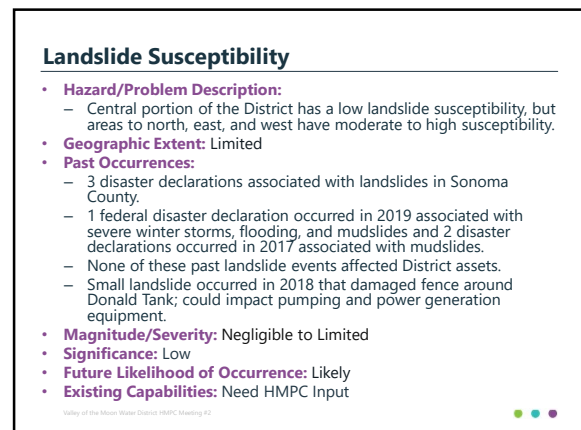 Landslide Susceptibility
• Hazard/Problem Description:
– Central portion of the District has a low landslide susceptibility, but
areas to north, east, and west have moderate to high susceptibility.
• Geographic Extent: Limited
• Past Occurrences:
– 3 disaster declarations associated with landslides in Sonoma
County.
– 1 federal disaster declaration occurred in 2019 associated with
severe winter storms, flooding, and mudslides and 2 disaster
declarations occurred in 2017 associated with mudslides.
– None of these past landslide events affected District assets.
– Small landslide occurred in 2018 that damaged fence around
Donald Tank; could impact pumping and power generation
equipment.
• Magnitude/Severity: Negligible to Limited
• Significance: Low
• Future Likelihood of Occurrence: Likely
• Existing Capabilities: Need HMPC Input
Valley of the Moon Water District HMPC Meeting #2